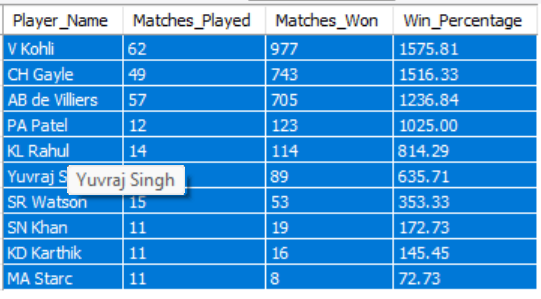 Player_Name Matches_Played Matches_Won Win_Percentage
V Kohli 62 977 1575.81
CH Gayle 49 743 1516.33
AB de Villiers 57 705 1236.84
PA Patel 12 123 1025.00
KL Rahul 14 114 814.29
Yuvraj S Yuvraj Singh 89 635.71
SR Watson 15 53 353.33
SN Khan 11 19 172.73
KD Karthik 11 16 145.45
MA Starc 11 8 72.73